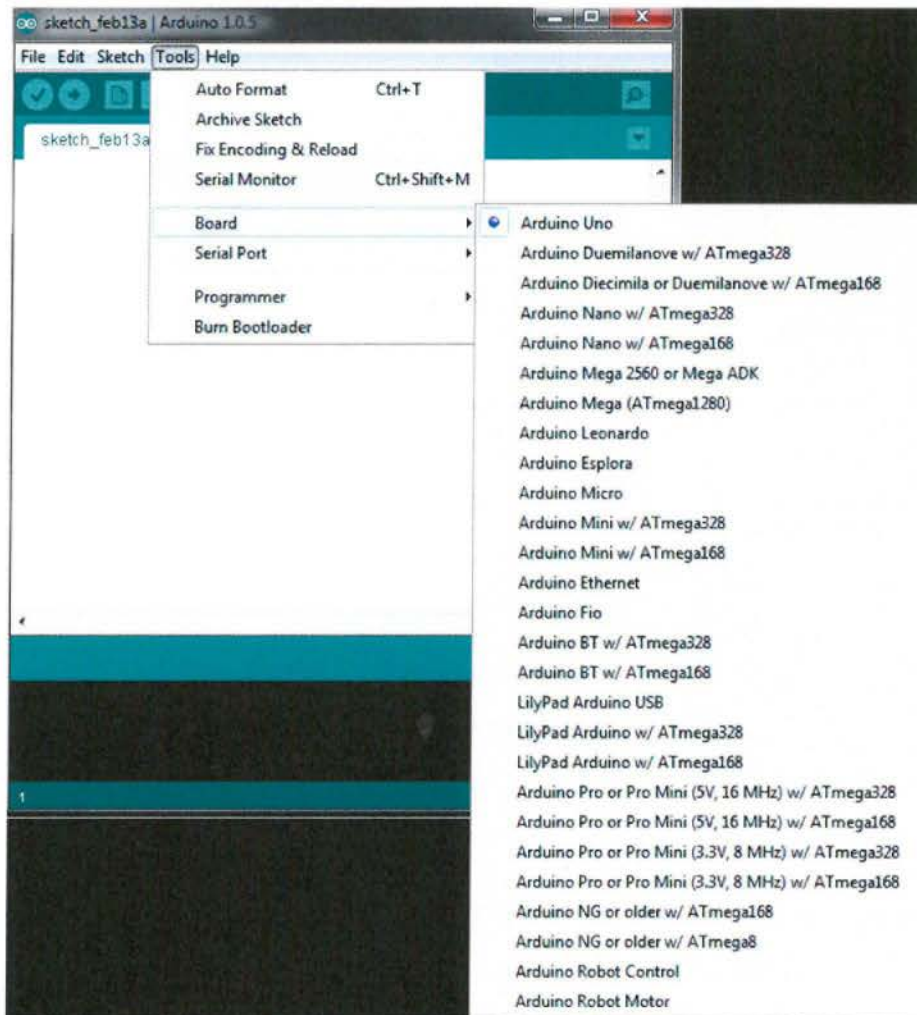 sketch_feb13a | Arduino 1.0.5
File Edit Sketch Tools Help
sketch_feb13a
Auto Format Ctrl+T
Archive Sketch
Fix Encoding & Reload
Serial Monitor Ctrl+Shift+M
Board
Serial Port
Programmer
Burn Bootloader
Arduino Uno
Arduino Duemilanove w/ ATmega328
Arduino Diecimila or Duemilanove w/ ATmega168
Arduino Nano w/ ATmega328
Arduino Nano w/ ATmega168
Arduino Mega 2560 or Mega ADK
Arduino Mega (ATmega1280)
Arduino Leonardo
Arduino Esplora
Arduino Micro
Arduino Mini w/ ATmega328
Arduino Mini w/ ATmega168
Arduino Ethernet
Arduino Fio
Arduino BT w/ ATmega328
Arduino BT w/ ATmega168
LilyPad Arduino USB
LilyPad Arduino w/ ATmega328
LilyPad Arduino w/ ATmega168
Arduino Pro or Pro Mini (5V, 16 MHz) w/ ATmega328
Arduino Pro or Pro Mini (5V, 16 MHz) w/ ATmega168
Arduino Pro or Pro Mini (3.3V, 8 MHz) w/ ATmega328
Arduino Pro or Pro Mini (3.3V, 8 MHz) w/ ATmega168
Arduino NG or older w/ ATmega168
Arduino NG or older w/ ATmega8
Arduino Robot Control
Arduino Robot Motor
1